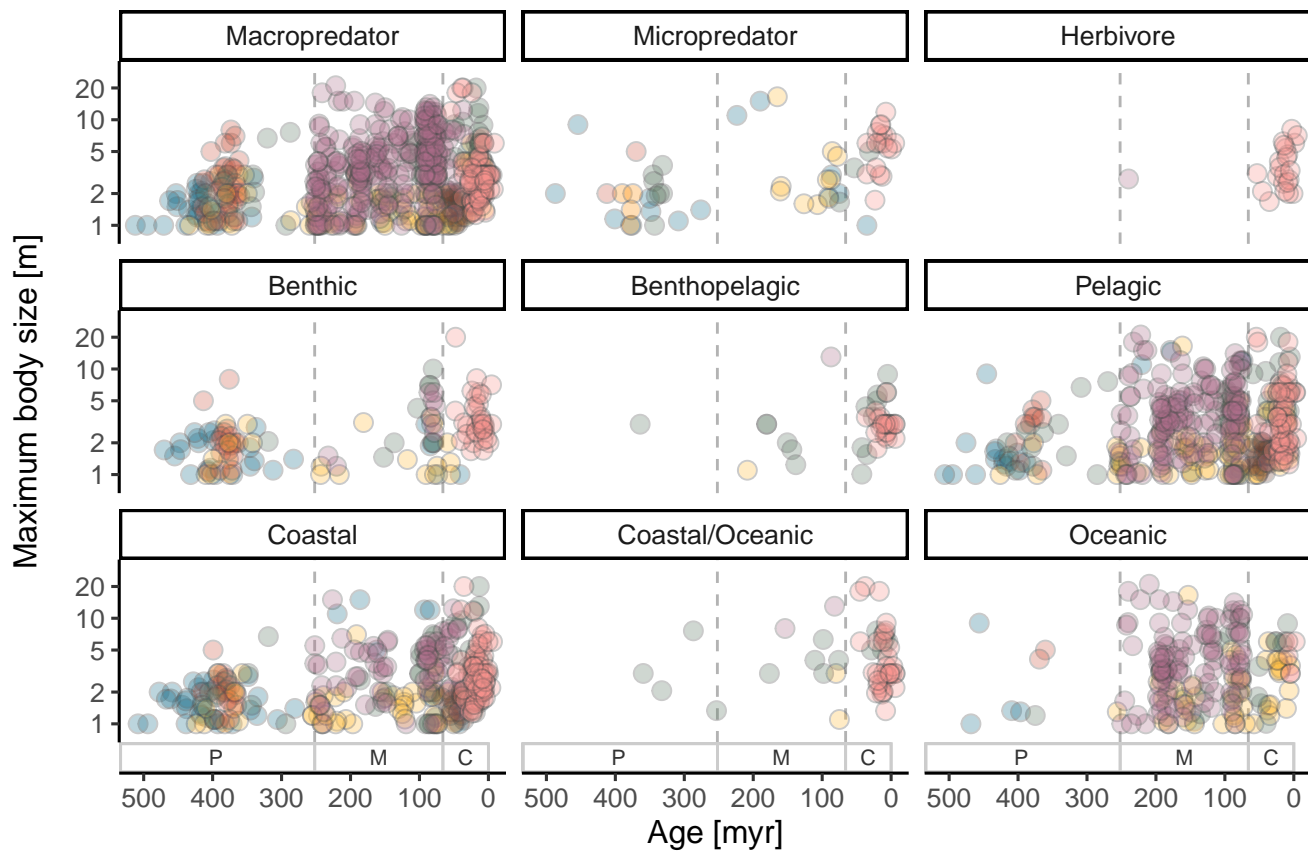 Macropredator
Micropredator
Herbivore
20
10
5
2
1
Benthic
Benthopelagic
Pelagic
20
10
5
2
1
Maximum body size [m]
Coastal
Coastal/Oceanic
Oceanic
20
10
5
2
1
P M C P M C P M C
500 400 300 200 100 0 500 400 300 200 100 0 500 400 300 200 100 0
Age [myr]